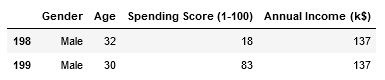 Gender Age Spending Score (1-100) Annual Income (k$)
198 Male 32 18 137
199 Male 30 83 137